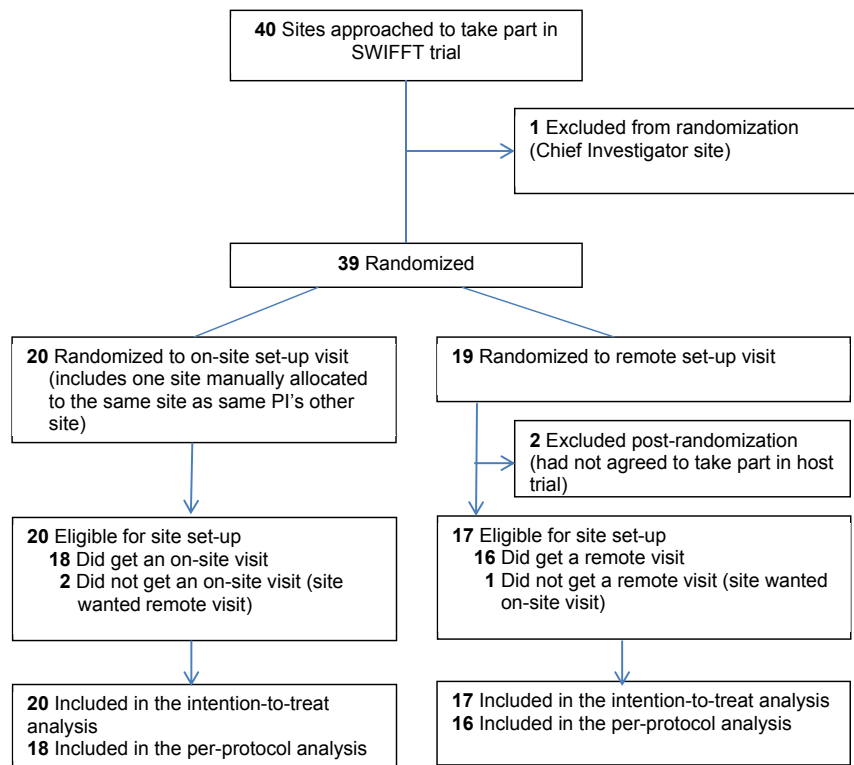 40 Sites approached to take part in
SWIFFT trial
1 Excluded from randomization
(Chief Investigator site)
39 Randomized
20 Randomized to on-site set-up visit
(includes one site manually allocated
to the same site as same PI’s other
site)
19 Randomized to remote set-up visit
2 Excluded post-randomization
(had not agreed to take part in host
trial)
20 Eligible for site set-up
18 Did get an on-site visit
2 Did not get an on-site visit (site
wanted remote visit)
17 Eligible for site set-up
16 Did get a remote visit
1 Did not get a remote visit (site wanted
on-site visit)
20 Included in the intention-to-treat
analysis
18 Included in the per-protocol analysis
17 Included in the intention-to-treat analysis
16 Included in the per-protocol analysis